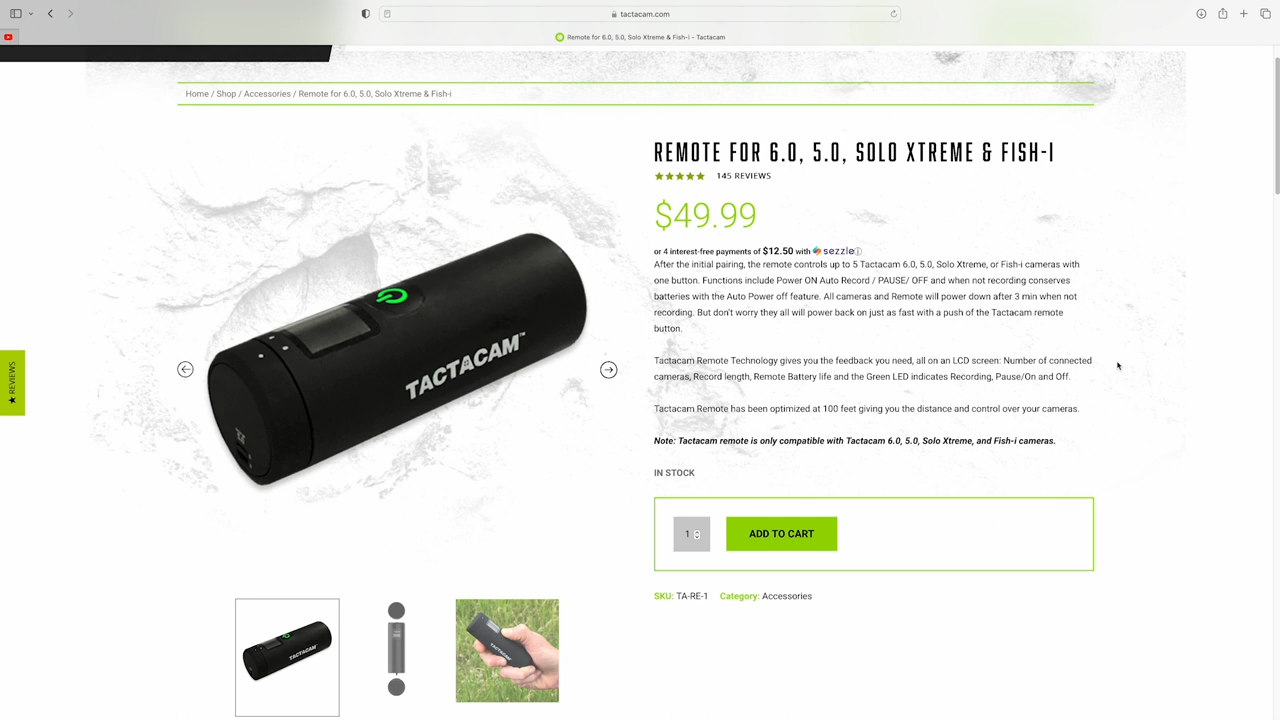 tactacam.com
Remote for 6.0, 5.0, Solo Xtreme & Fish-i - Tactacam
Home / Shop / Accessories / Remote for 6.0, 5.0, Solo Xtreme & Fish-i
REMOTE FOR 6.0, 5.0, SOLO XTREME & FISH-I
145 REVIEWS
$49.99
or 4 interest-free payments of $12.50 with sezzle
After the initial pairing, the remote controls up to 5 Tactacam 6.0, 5.0, Solo Xtreme, or Fish-i cameras with
one button. Functions include Power ON Auto Record / PAUSE/ OFF and when not recording conserves
batteries with the Auto Power off feature. All cameras and Remote will power down after 3 min when not
recording. But don't worry they all will power back on just as fast with a push of the Tactacam remote
button.
Tactacam Remote Technology gives you the feedback you need, all on an LCD screen: Number of connected
cameras, Record length, Remote Battery life and the Green LED indicates Recording, Pause/On and Off.
Tactacam Remote has been optimized at 100 feet giving you the distance and control over your cameras.
Note: Tactacam remote is only compatible with Tactacam 6.0, 5.0, Solo Xtreme, and Fish-i cameras.
IN STOCK
1
ADD TO CART
SKU: TA-RE-1 Category: Accessories
★ REVIEWS
TACTACAM™
TACTACAM
TACTACAM